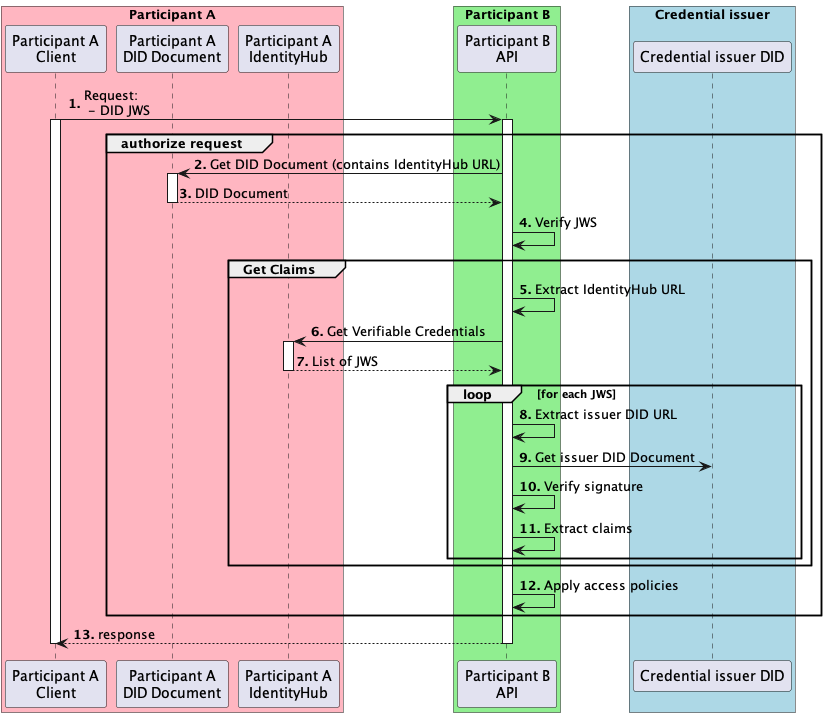 Participant A
Participant B
Credential issuer
Participant A
Client
Participant A
DID Document
Participant A
IdentityHub
Participant B
API
Credential issuer DID
1. Request:
- DID JWS
authorize request
2. Get DID Document (contains IdentityHub URL)
3. DID Document
4. Verify JWS
Get Claims
5. Extract IdentityHub URL
6. Get Verifiable Credentials
7. List of JWS
loop [for each JWS]
8. Extract issuer DID URL
9. Get issuer DID Document
10. Verify signature
11. Extract claims
12. Apply access policies
13. response
Participant A
Client
Participant A
DID Document
Participant A
IdentityHub
Participant B
API
Credential issuer DID